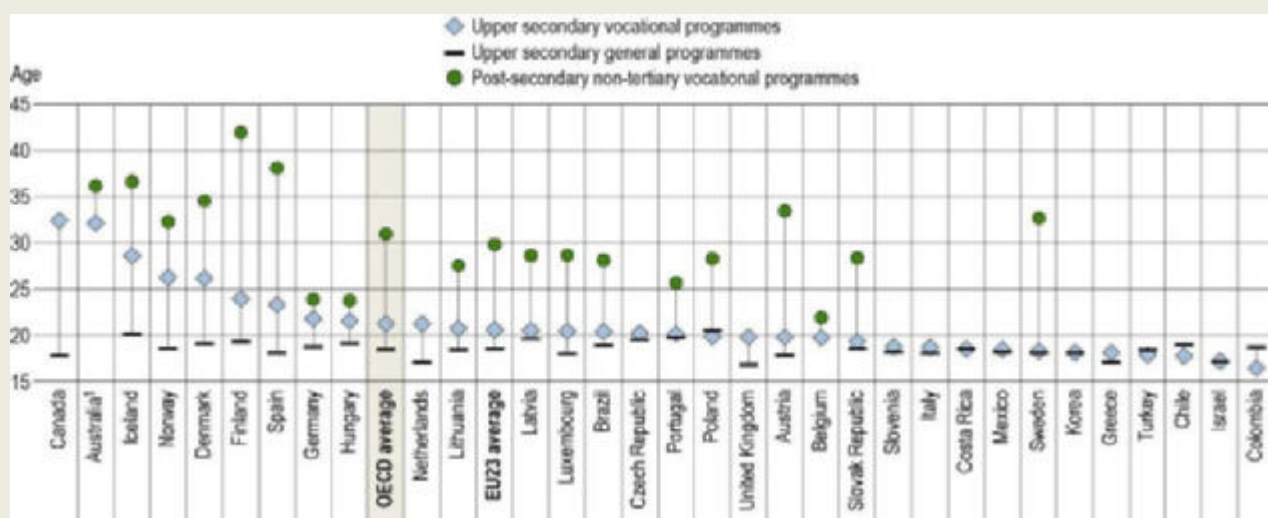 Upper secondary vocational programmes
Upper secondary general programmes
Post-secondary non-tertiary vocational programmes
Age
45
40
35
30
25
20
15
Canada
Australia¹
Iceland
Norway
Denmark
Finland
Spain
Germany
Hungary
OECD average
Netherlands
Lithuania
EU23 average
Latvia
Luxembourg
Brazil
Czech Republic
Portugal
Poland
United Kingdom
Austria
Belgium
Slovak Republic
Slovenia
Italy
Costa Rica
Mexico
Sweden
Korea
Greece
Turkey
Chile
Israel
Colombia